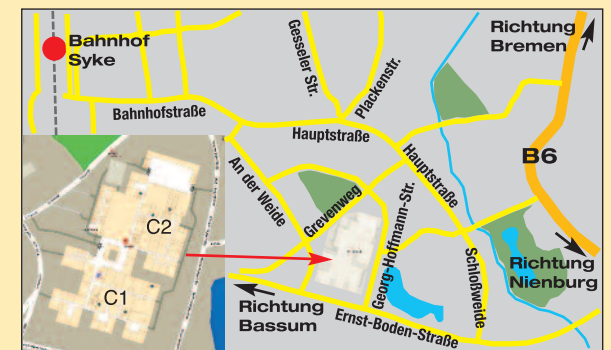 Bahnhof
Syke
Gesseler Str.
Plackenstr.
Richtung
Bremen
Bahnhofstraße
Hauptstraße
Hauptstraße
B6
An der Weide
Grevenweg
Georg-Hoffmann-Str.
Schloßweide
C2
C1
Richtung
Nienburg
Richtung
Bassum
Ernst-Boden-Straße